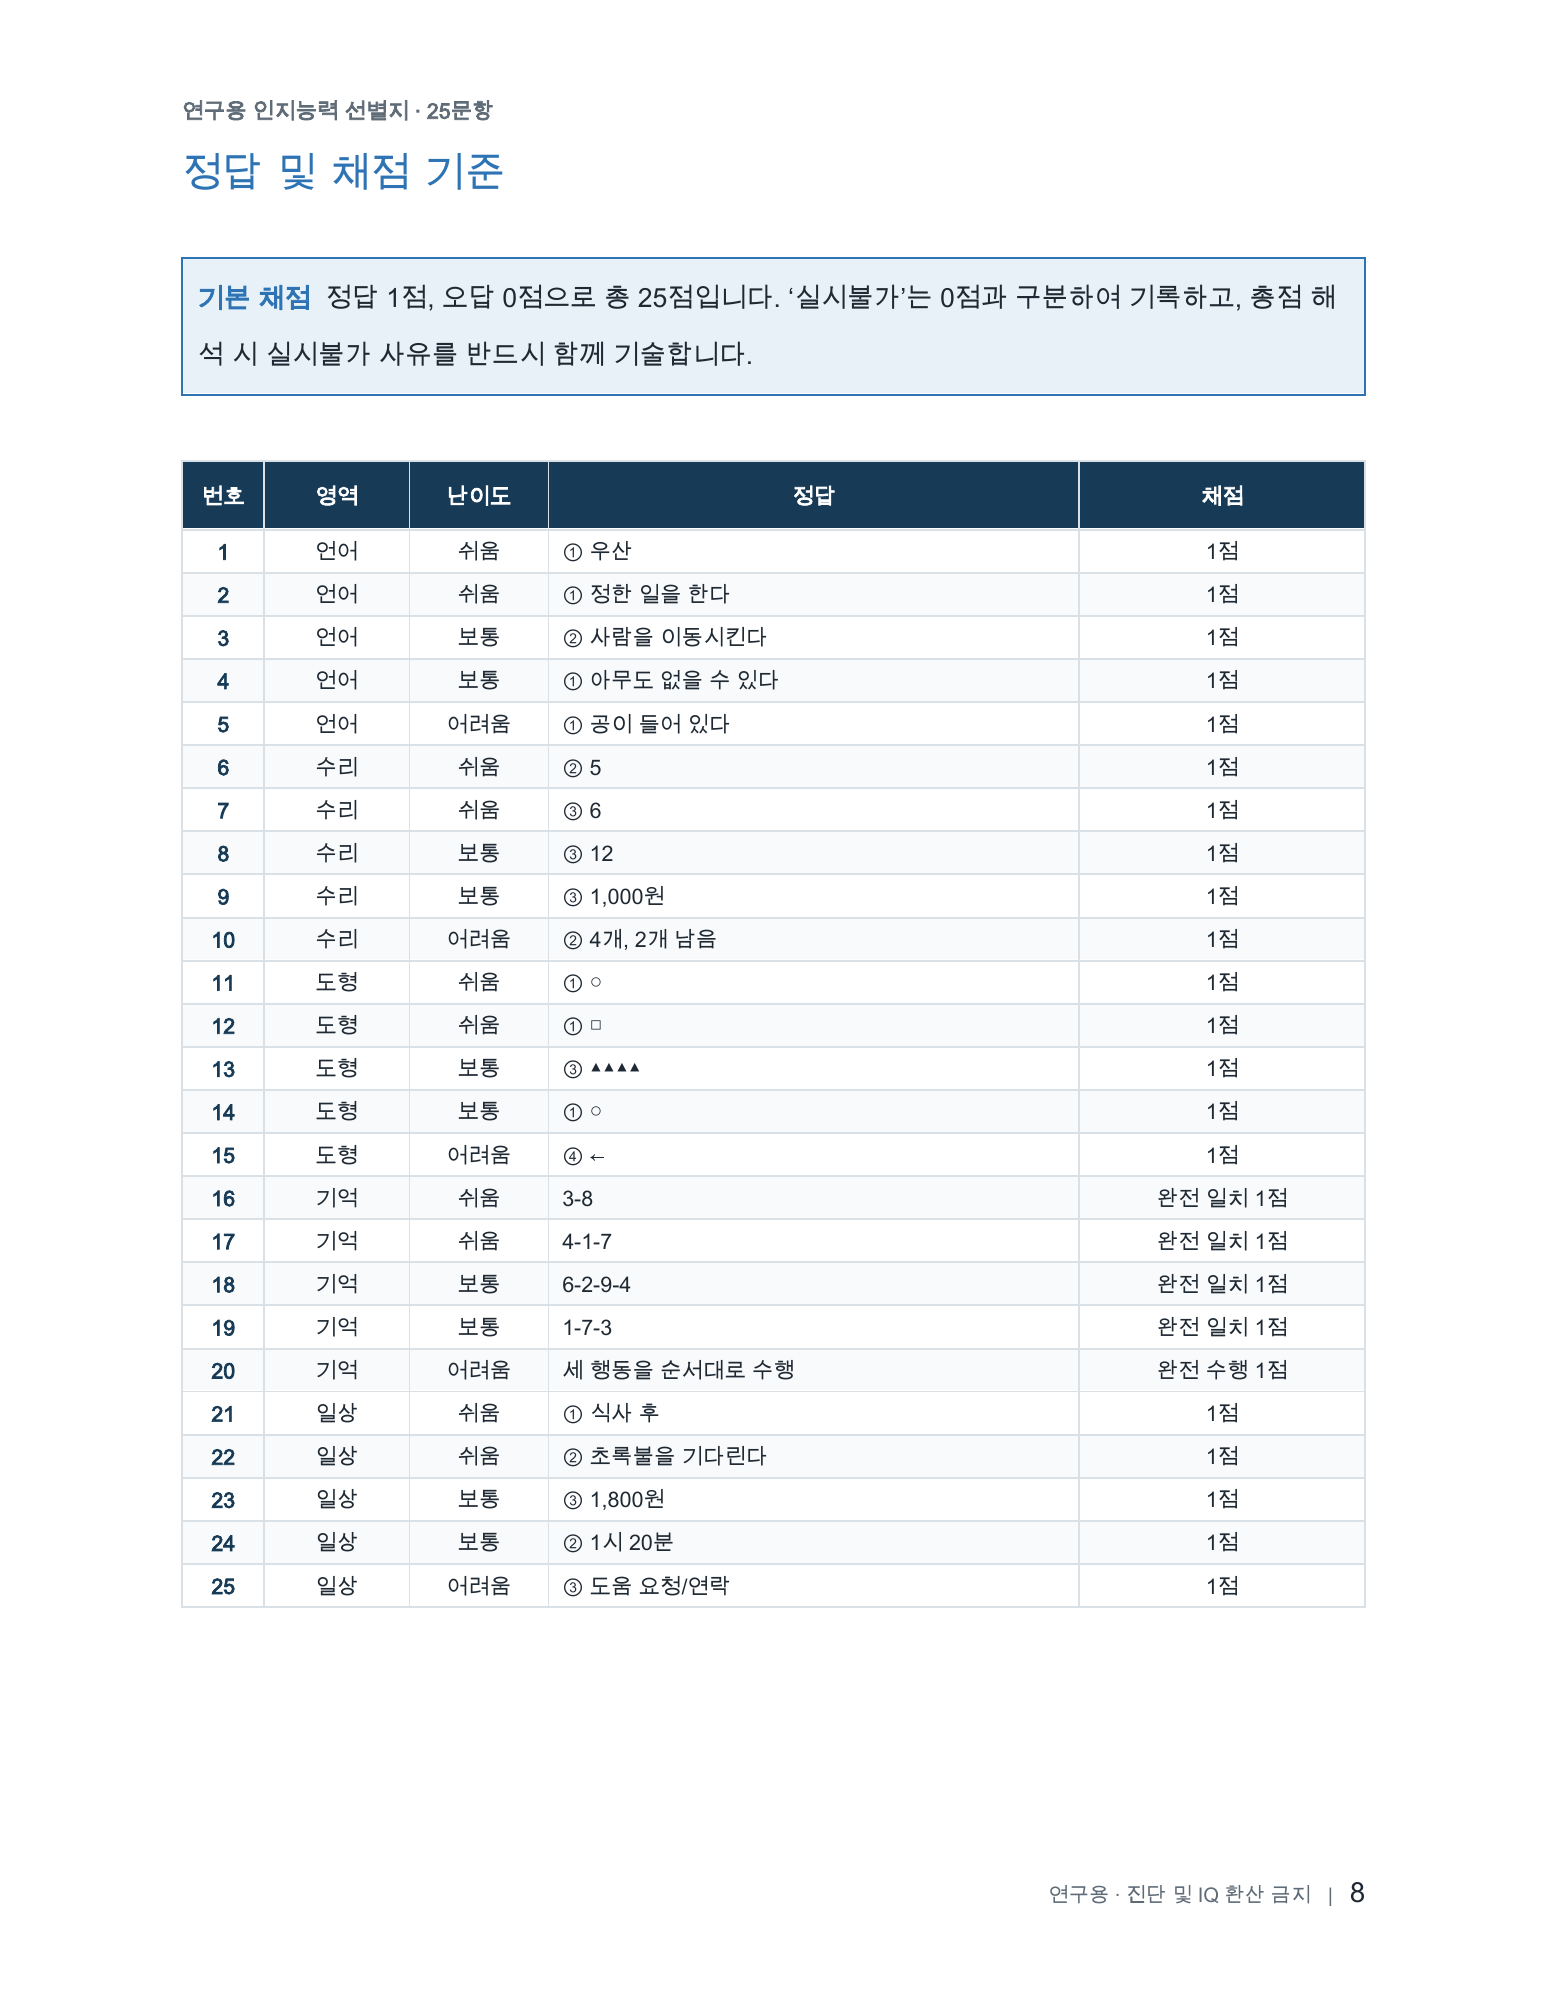 연구용 인지능력 선별지 · 25문항
정답 및 채점 기준
기본 채점 정답 1점, 오답 0점으로 총 25점입니다. ‘실시불가’는 0점과 구분하여 기록하고, 총점 해
석 시 실시불가 사유를 반드시 함께 기술합니다.
번호 영역 난이도 정답 채점
1 언어 쉬움 ① 우산 1점
2 언어 쉬움 ① 정한 일을 한다 1점
3 언어 보통 ② 사람을 이동시킨다 1점
4 언어 보통 ① 아무도 없을 수 있다 1점
5 언어 어려움 ① 공이 들어 있다 1점
6 수리 쉬움 ② 5 1점
7 수리 쉬움 ③ 6 1점
8 수리 보통 ③ 12 1점
9 수리 보통 ③ 1,000원 1점
10 수리 어려움 ② 4개, 2개 남음 1점
11 도형 쉬움 ① ○ 1점
12 도형 쉬움 ① □ 1점
13 도형 보통 ③ ▲▲▲▲ 1점
14 도형 보통 ① ○ 1점
15 도형 어려움 ④ ← 1점
16 기억 쉬움 3-8 완전 일치 1점
17 기억 쉬움 4-1-7 완전 일치 1점
18 기억 보통 6-2-9-4 완전 일치 1점
19 기억 보통 1-7-3 완전 일치 1점
20 기억 어려움 세 행동을 순서대로 수행 완전 수행 1점
21 일상 쉬움 ① 식사 후 1점
22 일상 쉬움 ② 초록불을 기다린다 1점
23 일상 보통 ③ 1,800원 1점
24 일상 보통 ② 1시 20분 1점
25 일상 어려움 ③ 도움 요청/연락 1점
연구용 · 진단 및 IQ 환산 금지 | 8